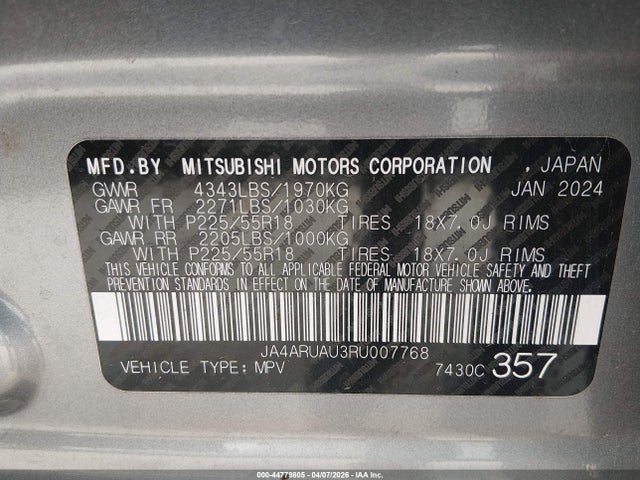 MFD.BY MITSUBISHI MOTORS CORPORATION . JAPAN
GWR 4343LBS/1970KG JAN 2024
GAWR FR 2271LBS/1030KG
WITH P225/55R18 TIRES 18X7.0J RIMS
GAWR RR 2205LBS/1000KG
WITH P225/55R18 TIRES 18X7.0J RIMS
THIS VEHICLE CONFORMS TO ALL APPLICABLE FEDERAL MOTOR VEHICLE SAFETY AND THEFT
PREVENTION STANDARDS IN EFFECT ON THE DATE OF MANUFACTURE SHOWN ABOVE.
JA4ARUAU3RU007768
VEHICLE TYPE: MPV 7430C 357
000-44779805 | 04/07/2026 - IAA Corp.